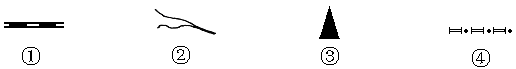 ① ② ③ ④